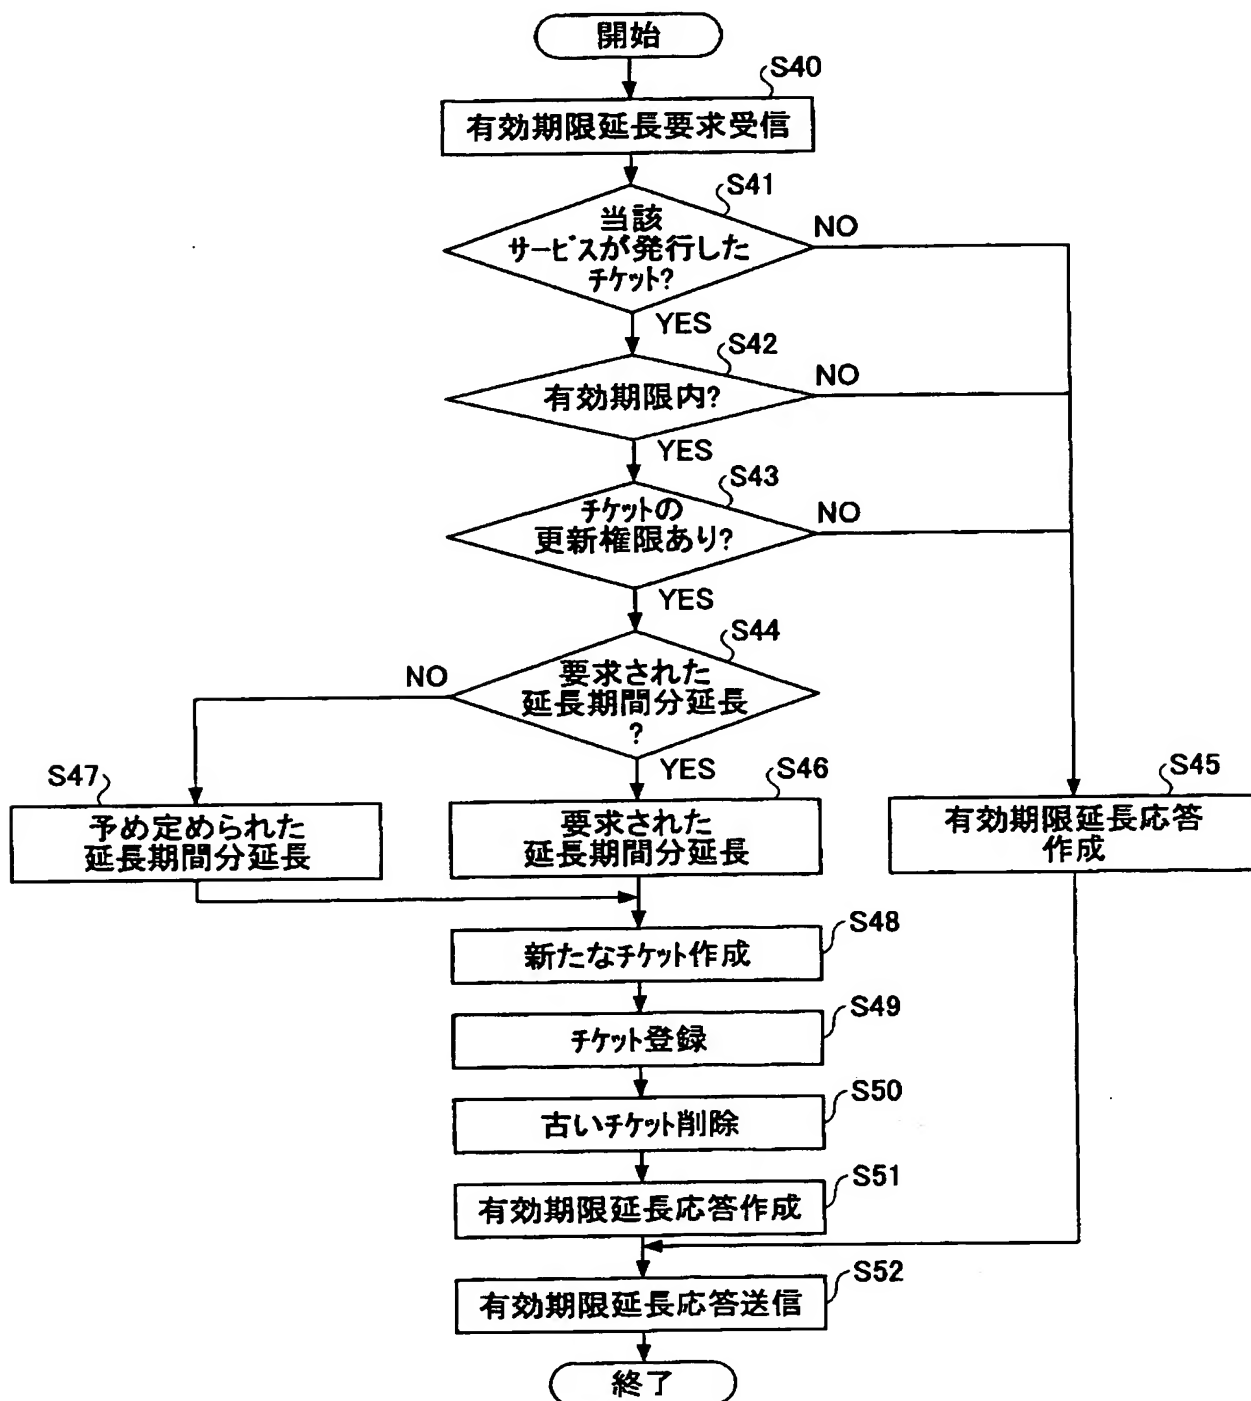 開始
S40
有効期限延長要求受信
S41
当該
サービスが発行した
チケット?
NO
YES
S42
有効期限内?
NO
YES
S43
チケットの
更新権限あり?
NO
YES
S44
要求された
延長期間分延長
?
NO
YES
S47
予め定められた
延長期間分延長
S46
要求された
延長期間分延長
S45
有効期限延長応答
作成
S48
新たなチケット作成
S49
チケット登録
S50
古いチケット削除
S51
有効期限延長応答作成
S52
有効期限延長応答送信
終了